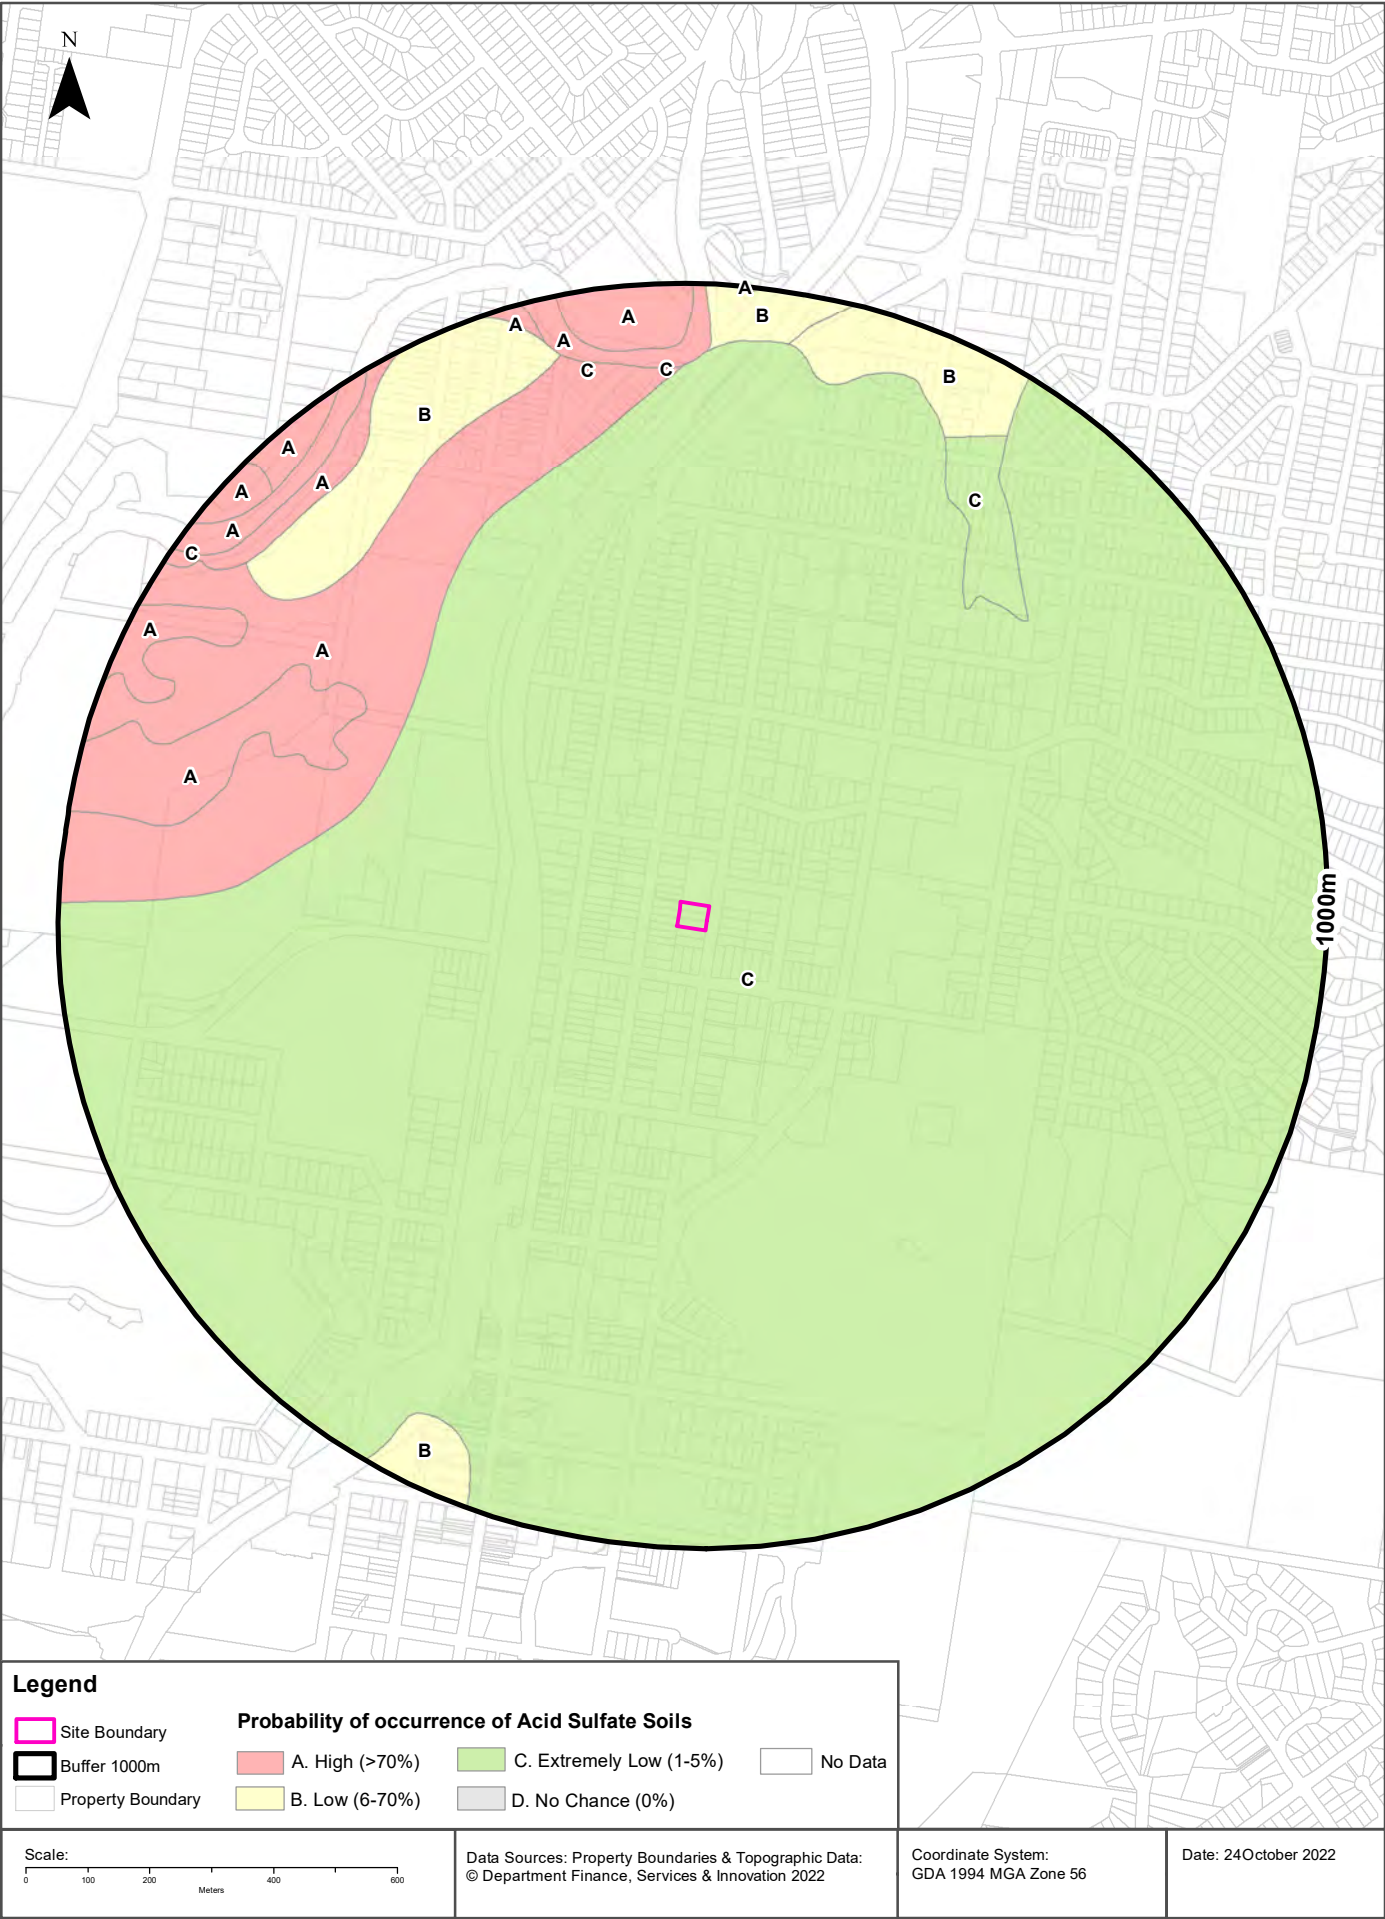 N
A
A
B
A
A
C
C
B
B
A
A
A
C
A
C
A
A
A
1000m
C
B
Legend
Site Boundary
Buffer 1000m
Property Boundary
Probability of occurrence of Acid Sulfate Soils
A. High (>70%)
C. Extremely Low (1-5%)
No Data
B. Low (6-70%)
D. No Chance (0%)
Scale:
0 100 200 400 600
Meters
Data Sources: Property Boundaries & Topographic Data:
© Department Finance, Services & Innovation 2022
Coordinate System:
GDA 1994 MGA Zone 56
Date: 24October 2022